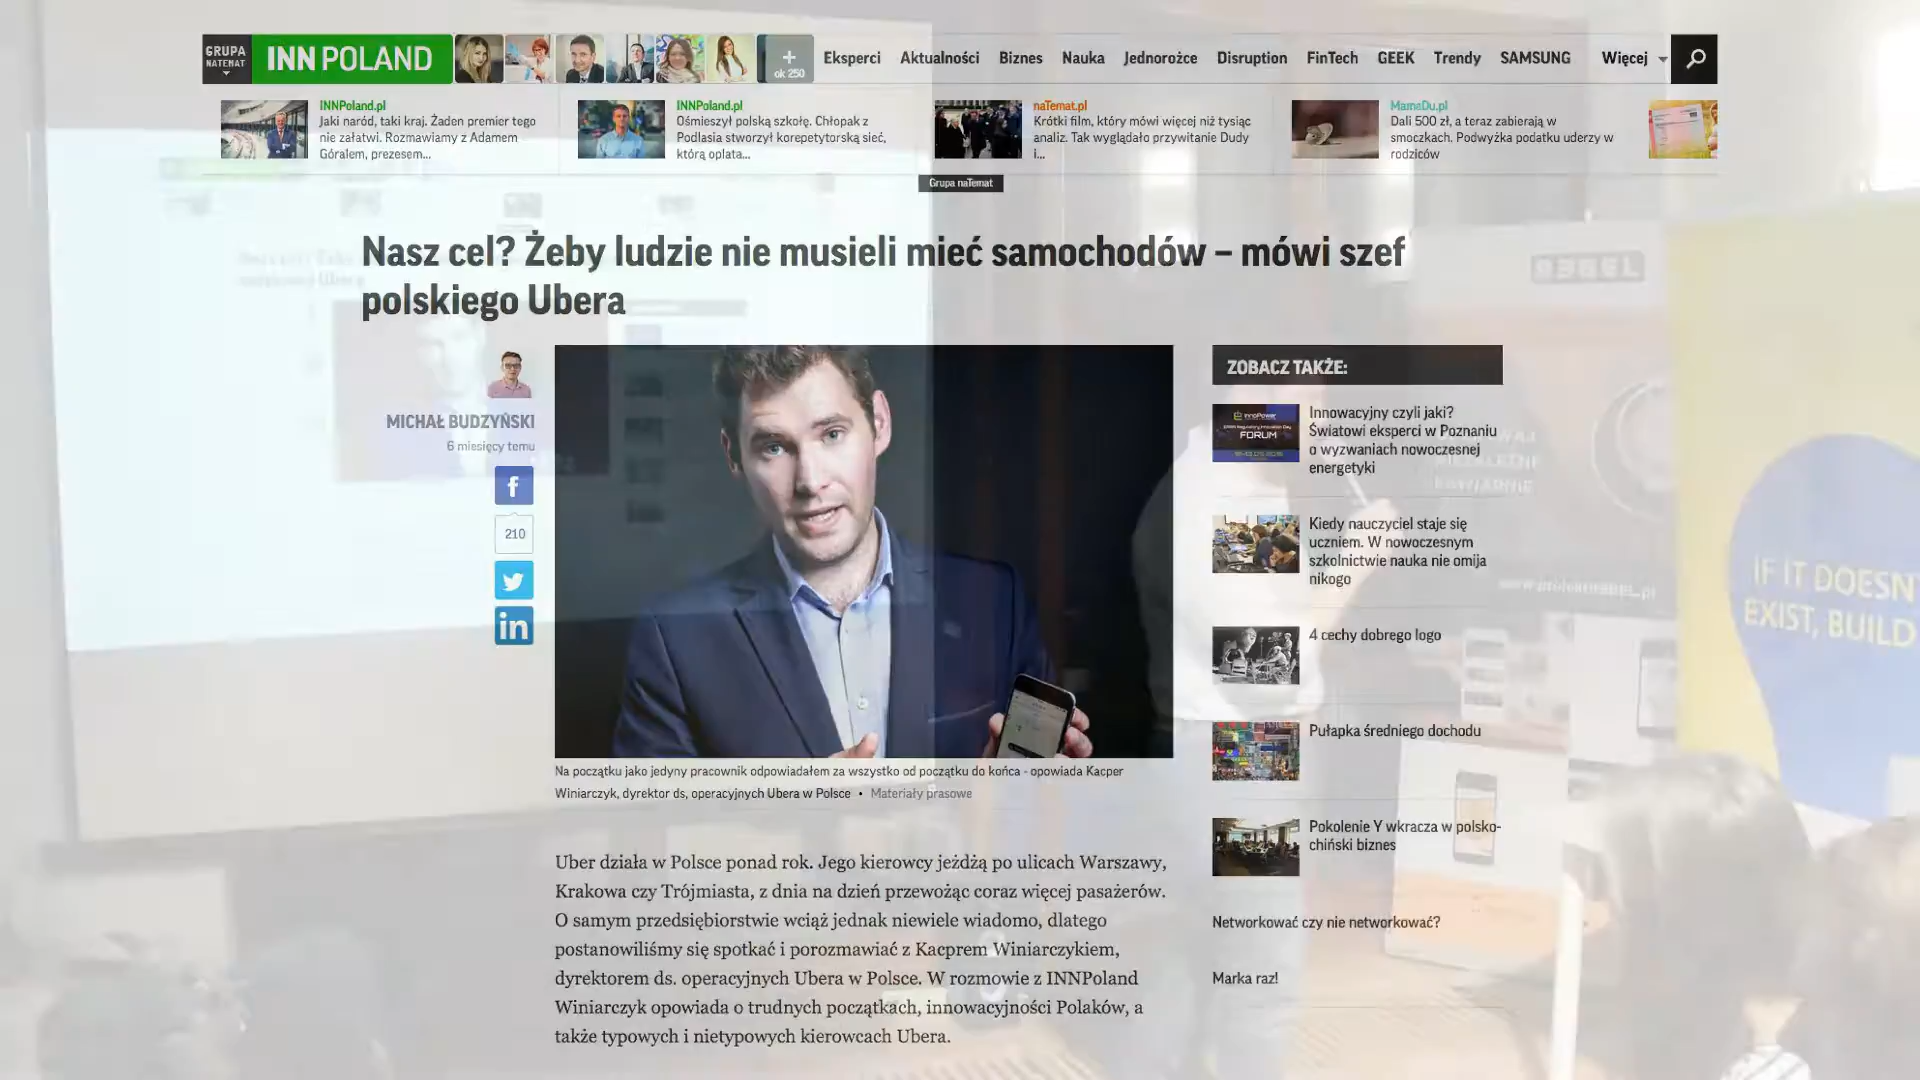 GRUPA
NATEMAT
INN POLAND
+
ok 250
Eksperci Aktualności Biznes Nauka Jednorożce Disruption FinTech GEEK Trendy SAMSUNG Więcej
INNPoland.pl
Jaki naród, taki kraj. Żaden premier tego
nie załatwi. Rozmawiamy z Adamem
Góralem, prezesem...
INNPoland.pl
Ośmieszył polską szkołę. Chłopak z
Podlasia stworzył korepetytorską sieć,
którą oplata...
naTemat.pl
Krótki film, który mówi więcej niż tysiąc
analiz. Tak wyglądało przywitanie Dudy
i...
MamaDu.pl
Dali 500 zł, a teraz zabierają w
smoczkach. Podwyżka podatku uderzy w
rodziców
Grupa naTemat
Nasz cel? Żeby ludzie nie musieli mieć samochodów – mówi szef
polskiego Ubera
MICHAŁ BUDZYŃSKI
6 miesięcy temu
f
210
in
Na początku jako jedyny pracownik odpowiadałem za wszystko od początku do końca - opowiada Kacper
Winiarczyk, dyrektor ds, operacyjnych Ubera w Polsce • Materiały prasowe
Uber działa w Polsce ponad rok. Jego kierowcy jeżdżą po ulicach Warszawy,
Krakowa czy Trójmiasta, z dnia na dzień przewożąc coraz więcej pasażerów.
O samym przedsiębiorstwie wciąż jednak niewiele wiadomo, dlatego
postanowiliśmy się spotkać i porozmawiać z Kacprem Winiarczykiem,
dyrektorem ds. operacyjnych Ubera w Polsce. W rozmowie z INNPoland
Winiarczyk opowiada o trudnych początkach, innowacyjności Polaków, a
także typowych i nietypowych kierowcach Ubera.
ZOBACZ TAKŻE:
InnoPower
FORUM
Innowacyjny czyli jaki?
Światowi eksperci w Poznaniu
o wyzwaniach nowoczesnej
energetyki
Kiedy nauczyciel staje się
uczniem. W nowoczesnym
szkolnictwie nauka nie omija
nikogo
4 cechy dobrego logo
Pułapka średniego dochodu
Pokolenie Y wkracza w polsko-
chiński biznes
Networkować czy nie networkować?
Marka raz!
IF IT DOESN
EXIST, BUILD